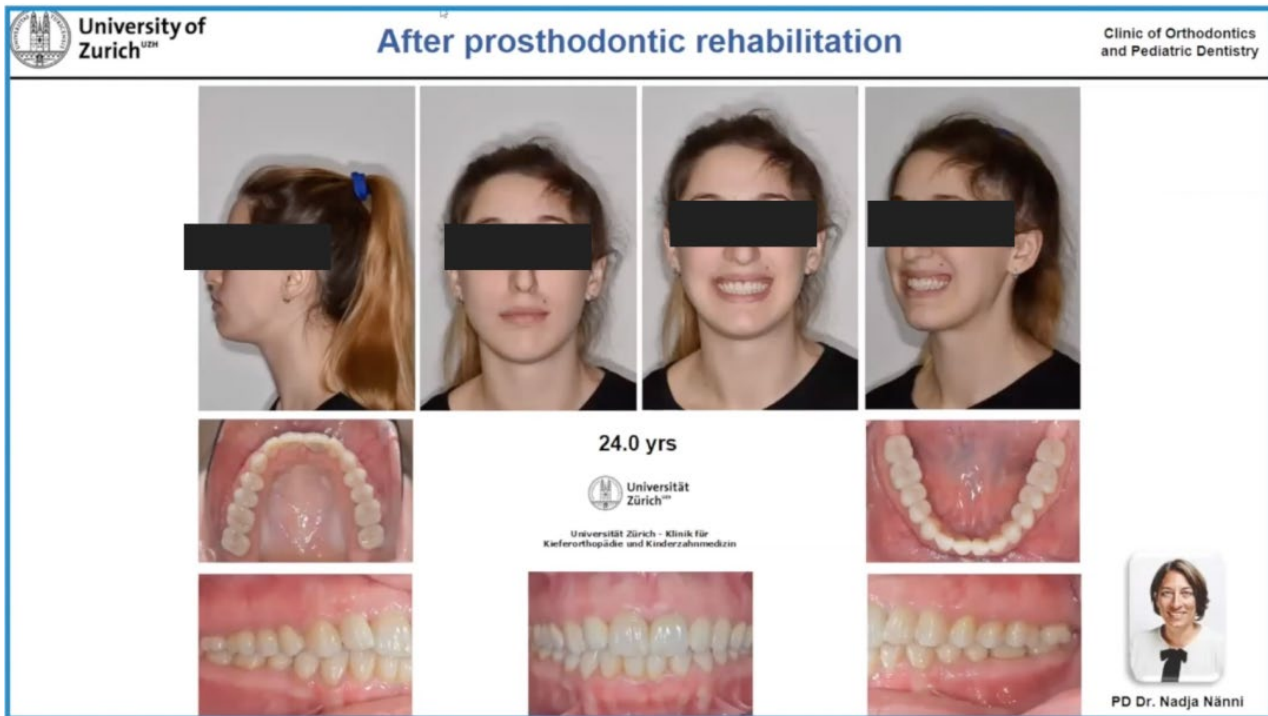 University of
Zurich UZH
After prosthodontic rehabilitation
Clinic of Orthodontics
and Pediatric Dentistry
24.0 yrs
Universität
Zürich UZH
Universität Zürich - Klinik für
Kieferorthopädie und Kinderzahnmedizin
PD Dr. Nadja Nänni